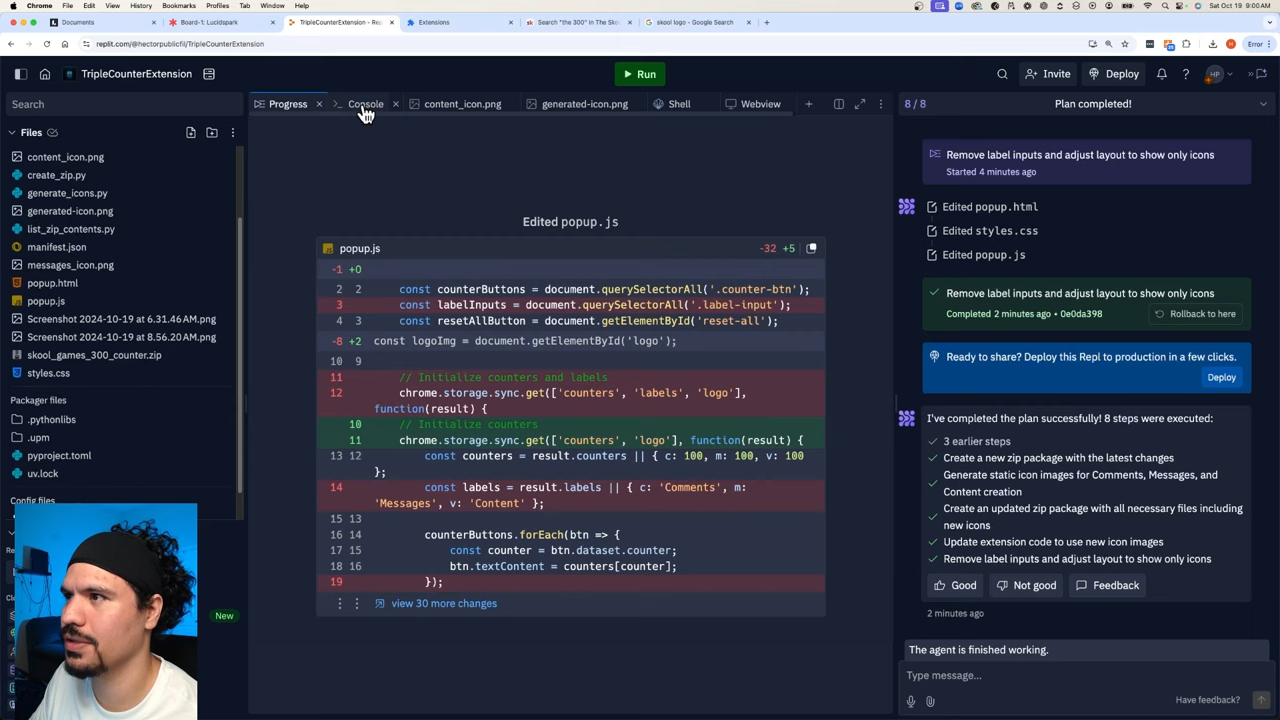 Chrome File Edit View History Bookmarks Profiles Tab Window Help
Sat Oct 19 9:00AM
Documents
Board-1: Lucidspark
TripleCounterExtension - Rep
Extensions
Search "the 300" in The Sko
skool logo - Google Search
replit.com/@hectorpublicfil/TripleCounterExtension
Error
TripleCounterExtension
Run
Invite
Deploy
HP
Search
Progress
Console
content_icon.png
generated-icon.png
Shell
Webview
8 / 8
Plan completed!
Files
content_icon.png
create_zip.py
generate_icons.py
generated-icon.png
list_zip_contents.py
manifest.json
messages_icon.png
popup.html
popup.js
Screenshot 2024-10-19 at 6.31.46 AM.png
Screenshot 2024-10-19 at 8.56.20 AM.png
skool_games_300_counter.zip
styles.css
Packager files
.pythonlibs
.upm
pyproject.toml
uv.lock
Config files
New
Edited popup.js
popup.js
-32 +5
-1 +0
2 2 const counterButtons = document.querySelectorAll('.counter-btn');
3 const labelInputs = document.querySelectorAll('.label-input');
4 3 const resetAllButton = document.getElementById('reset-all');
-8 +2 const logoImg = document.getElementById('logo');
10 9
11 // Initialize counters and labels
12 chrome.storage.sync.get(['counters', 'labels', 'logo'],
function(result) {
10 // Initialize counters
11 chrome.storage.sync.get(['counters', 'logo'], function(result) {
13 12 const counters = result.counters || { c: 100, m: 100, v: 100
};
14 const labels = result.labels || { c: 'Comments', m:
'Messages', v: 'Content' };
15 13
16 14 counterButtons.forEach(btn => {
17 15 const counter = btn.dataset.counter;
18 16 btn.textContent = counters[counter];
19 });
view 30 more changes
Remove label inputs and adjust layout to show only icons
Started 4 minutes ago
Edited popup.html
Edited styles.css
Edited popup.js
Remove label inputs and adjust layout to show only icons
Completed 2 minutes ago • 0e0da398
Rollback to here
Ready to share? Deploy this Repl to production in a few clicks.
Deploy
I've completed the plan successfully! 8 steps were executed:
3 earlier steps
Create a new zip package with the latest changes
Generate static icon images for Comments, Messages, and
Content creation
Create an updated zip package with all necessary files including
new icons
Update extension code to use new icon images
Remove label inputs and adjust layout to show only icons
Good
Not good
Feedback
2 minutes ago
The agent is finished working.
Type message...
Have feedback?